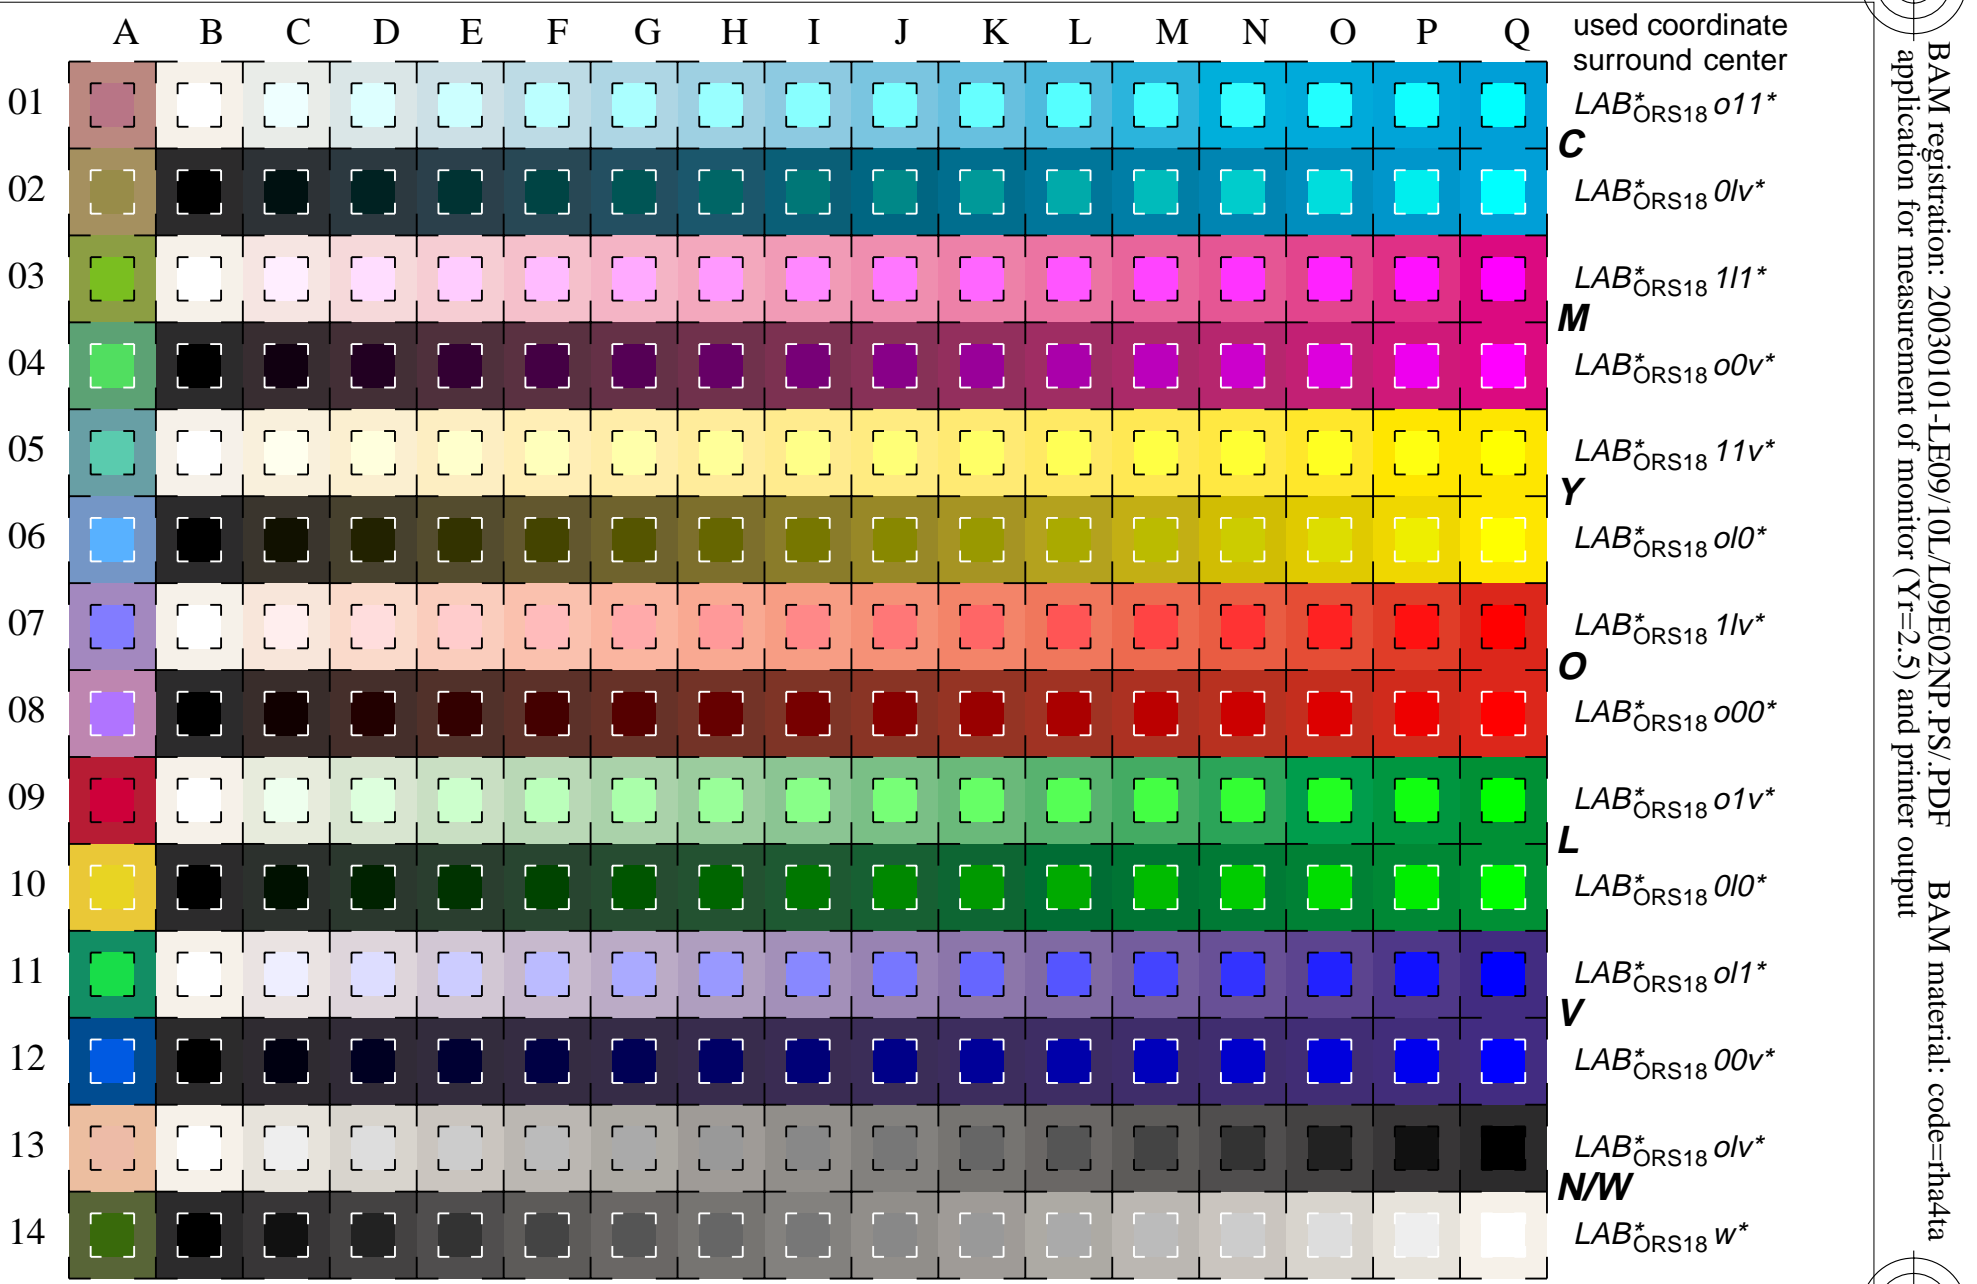 A B C D E F G H I J K L M N O P Q
used coordinate
surround center
01 LAB*ORS18 o11*
C
02 LAB*ORS18 0lv*
03 LAB*ORS18 1l1*
M
04 LAB*ORS18 o0v*
05 LAB*ORS18 11v*
Y
06 LAB*ORS18 ol0*
07 LAB*ORS18 1lv*
O
08 LAB*ORS18 o00*
09 LAB*ORS18 o1v*
L
10 LAB*ORS18 0l0*
11 LAB*ORS18 ol1*
V
12 LAB*ORS18 00v*
13 LAB*ORS18 olv*
N/W
14 LAB*ORS18 w*
BAM registration: 20030101-LE09/10L/L09E02NP.PS/.PDF BAM material: code=rha4ta
application for measurement of monitor (Yr=2.5) and printer output